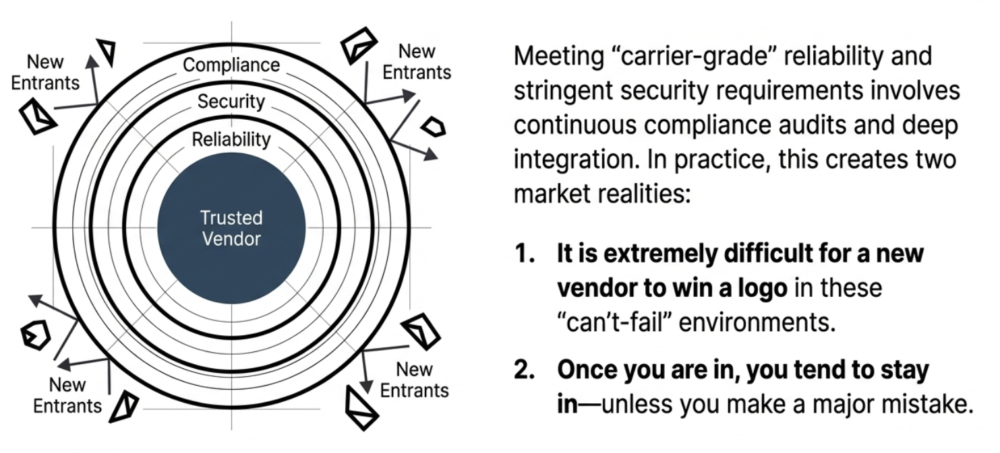 New
Entrants
Compliance
Security
Reliability
Trusted
Vendor
New
Entrants
New
Entrants
New
Entrants
Meeting “carrier-grade” reliability and
stringent security requirements involves
continuous compliance audits and deep
integration. In practice, this creates two
market realities:
1. It is extremely difficult for a new
vendor to win a logo in these
“can’t-fail” environments.
2. Once you are in, you tend to stay
in—unless you make a major mistake.